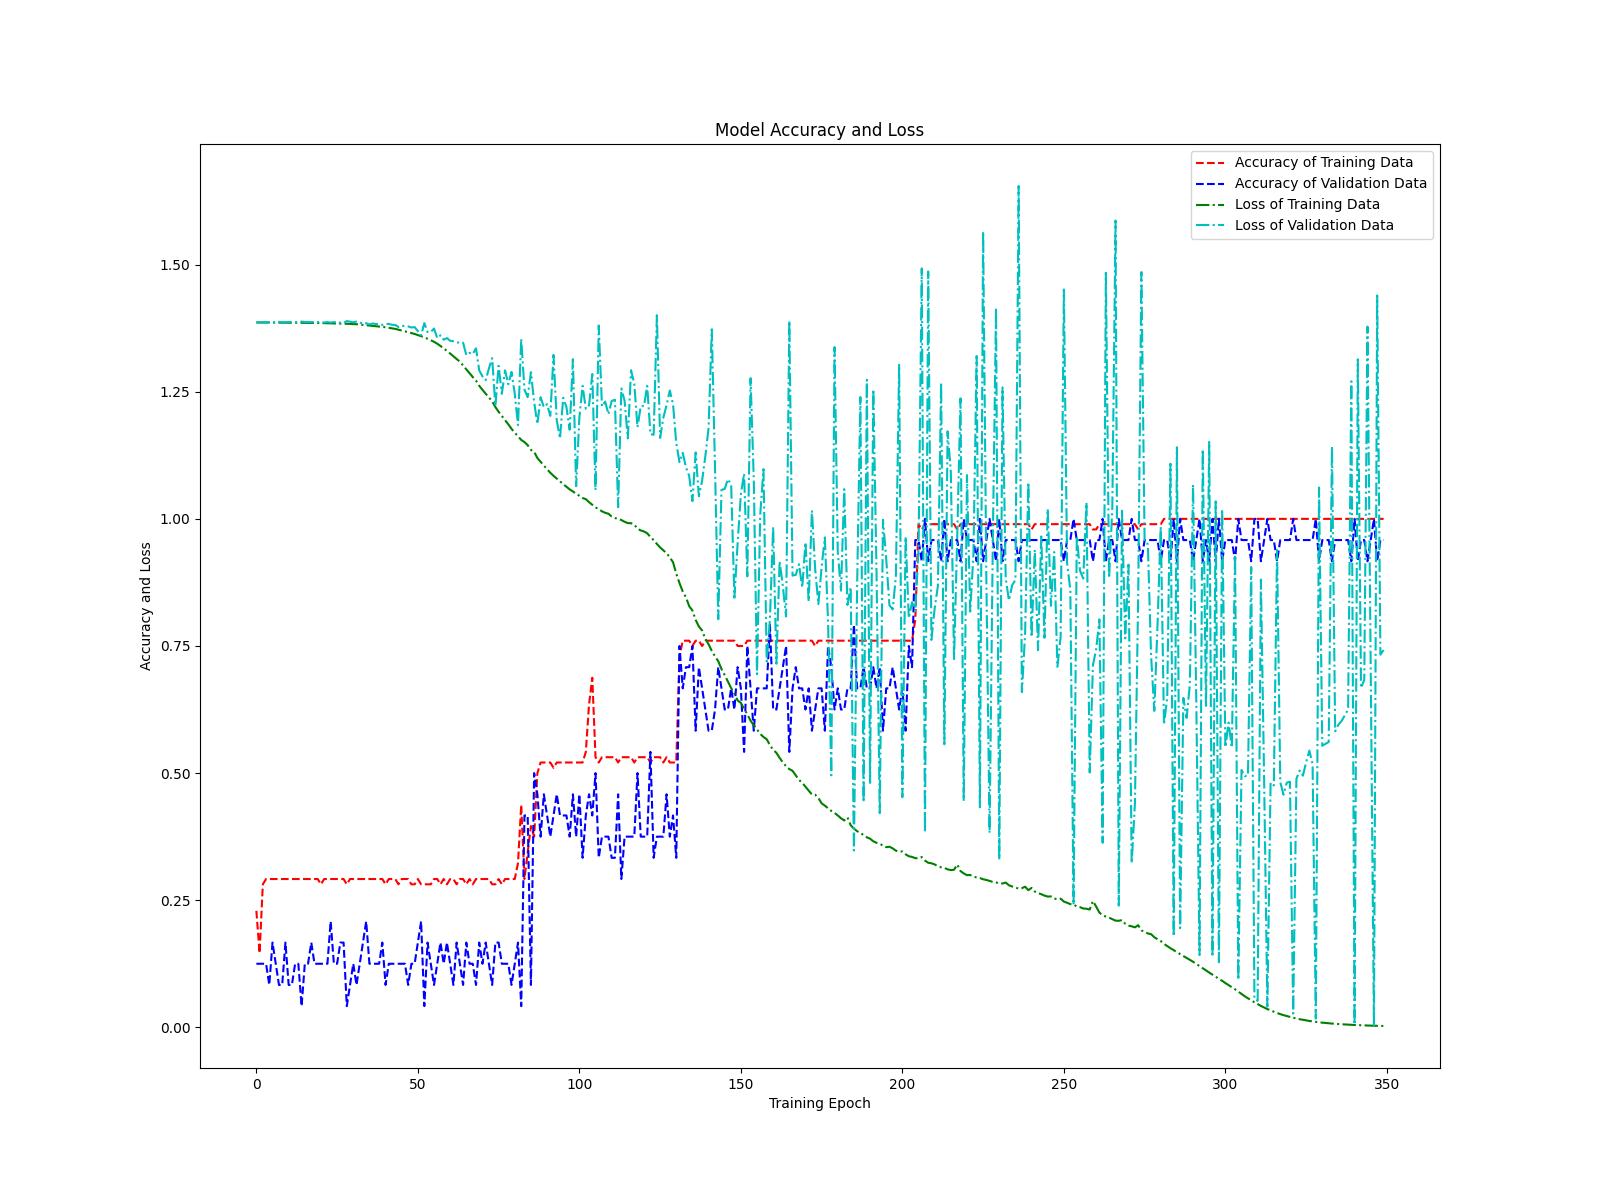 Model Accuracy and Loss
Accuracy of Training Data
Accuracy of Validation Data
Loss of Training Data
Loss of Validation Data
1.50
1.25
1.00
0.75
0.50
0.25
0.00
Accuracy and Loss
0 50 100 150 200 250 300 350
Training Epoch